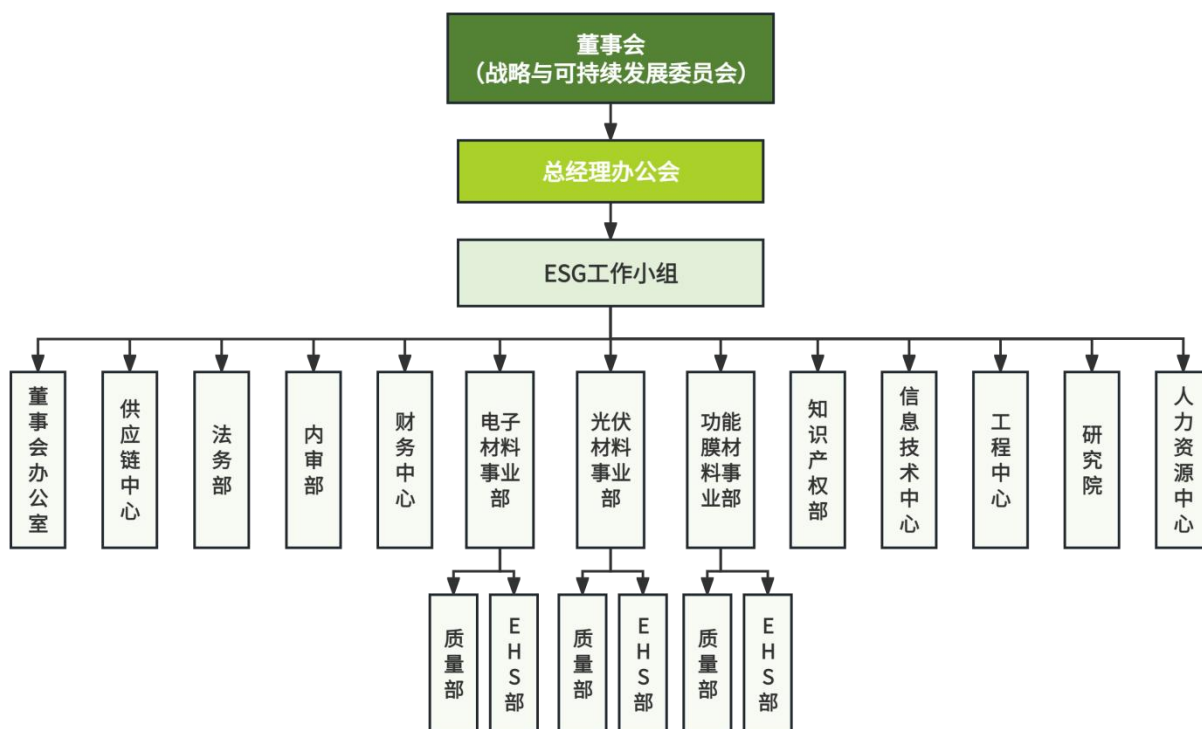 董事会
（战略与可持续发展委员会）
总经理办公会
ESG工作小组
董事会办公室
供应链中心
法务部
内审部
财务中心
电子材料事业部
光伏材料事业部
功能膜材料事业部
知识产权部
信息技术中心
工程中心
研究院
人力资源中心
质量部
EHS部
质量部
EHS部
质量部
EHS部